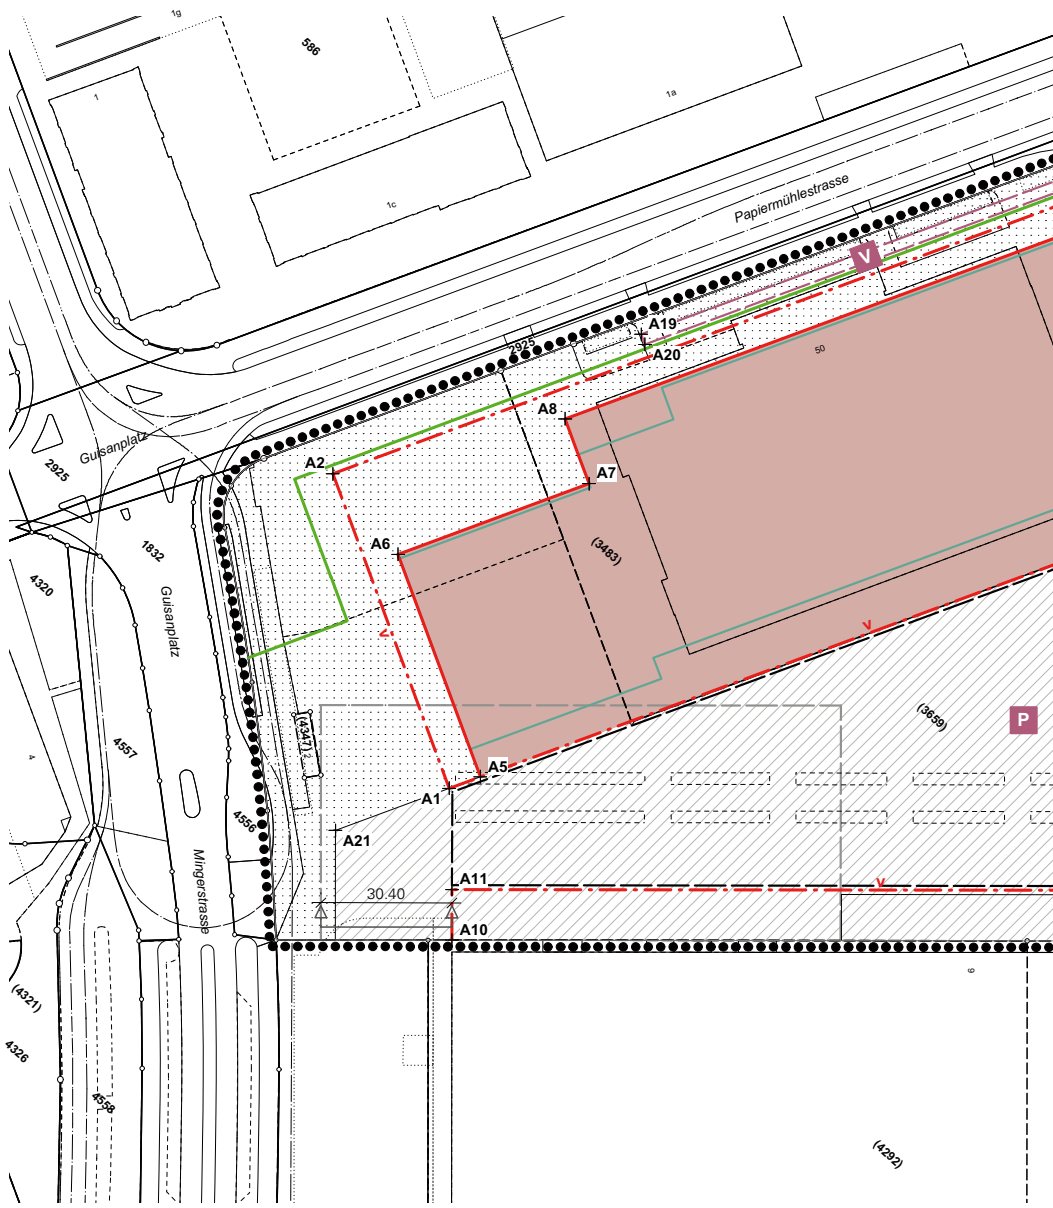 1g
586
1
1a
1c
Papiermühlestrasse
V
A19
2925
A20
50
A8
Guisanplatz
A2
2925
A7
A6
1832
(3483)
4320
Guisanplatz
V
V
(3659)
P
(4347)
4557
4
A5
A1
4556
A21
A11
V
30.40
Mingerstrasse
A10
9
(4321)
4326
4558
(4292)